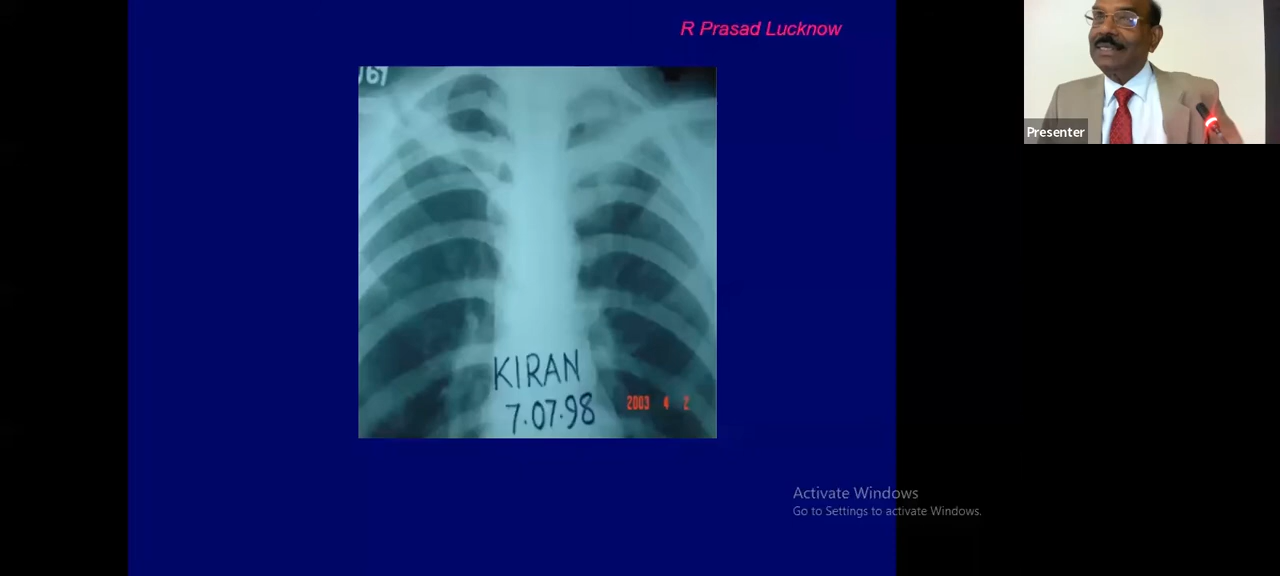 R Prasad Lucknow
Presenter
KIRAN
7.07.98
2003 4 2
Activate Windows
Go to Settings to activate Windows.